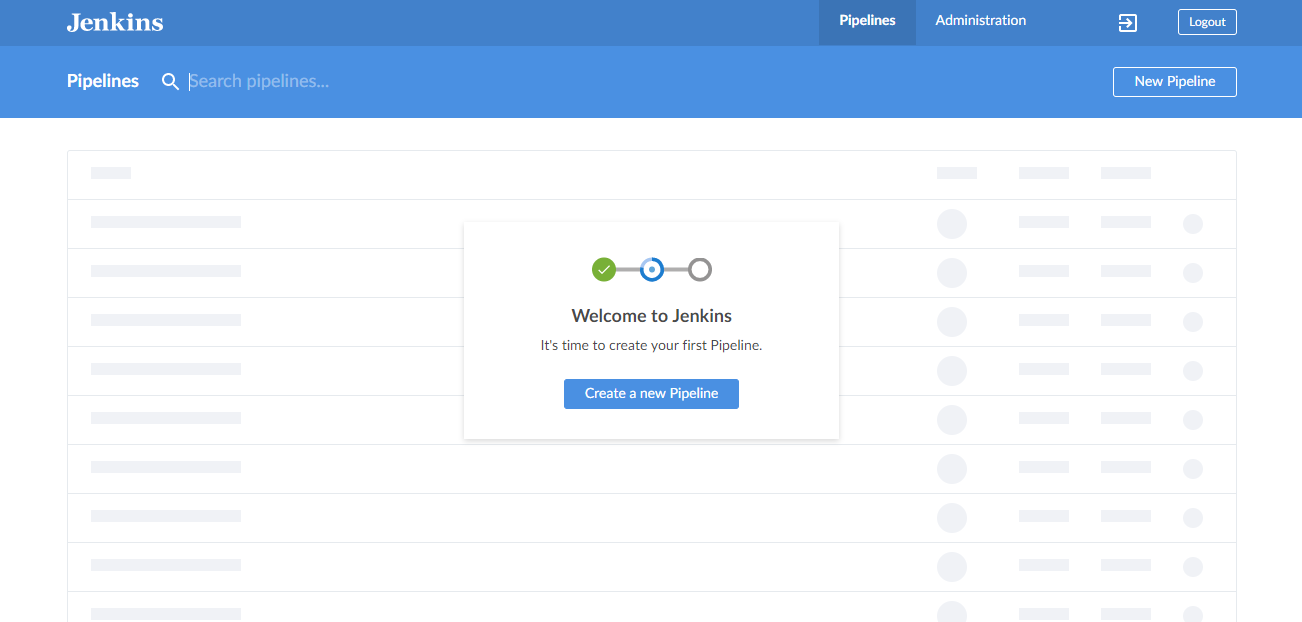 Jenkins
Pipelines
Administration
Logout
Pipelines
Search pipelines...
New Pipeline
Welcome to Jenkins
It's time to create your first Pipeline.
Create a new Pipeline